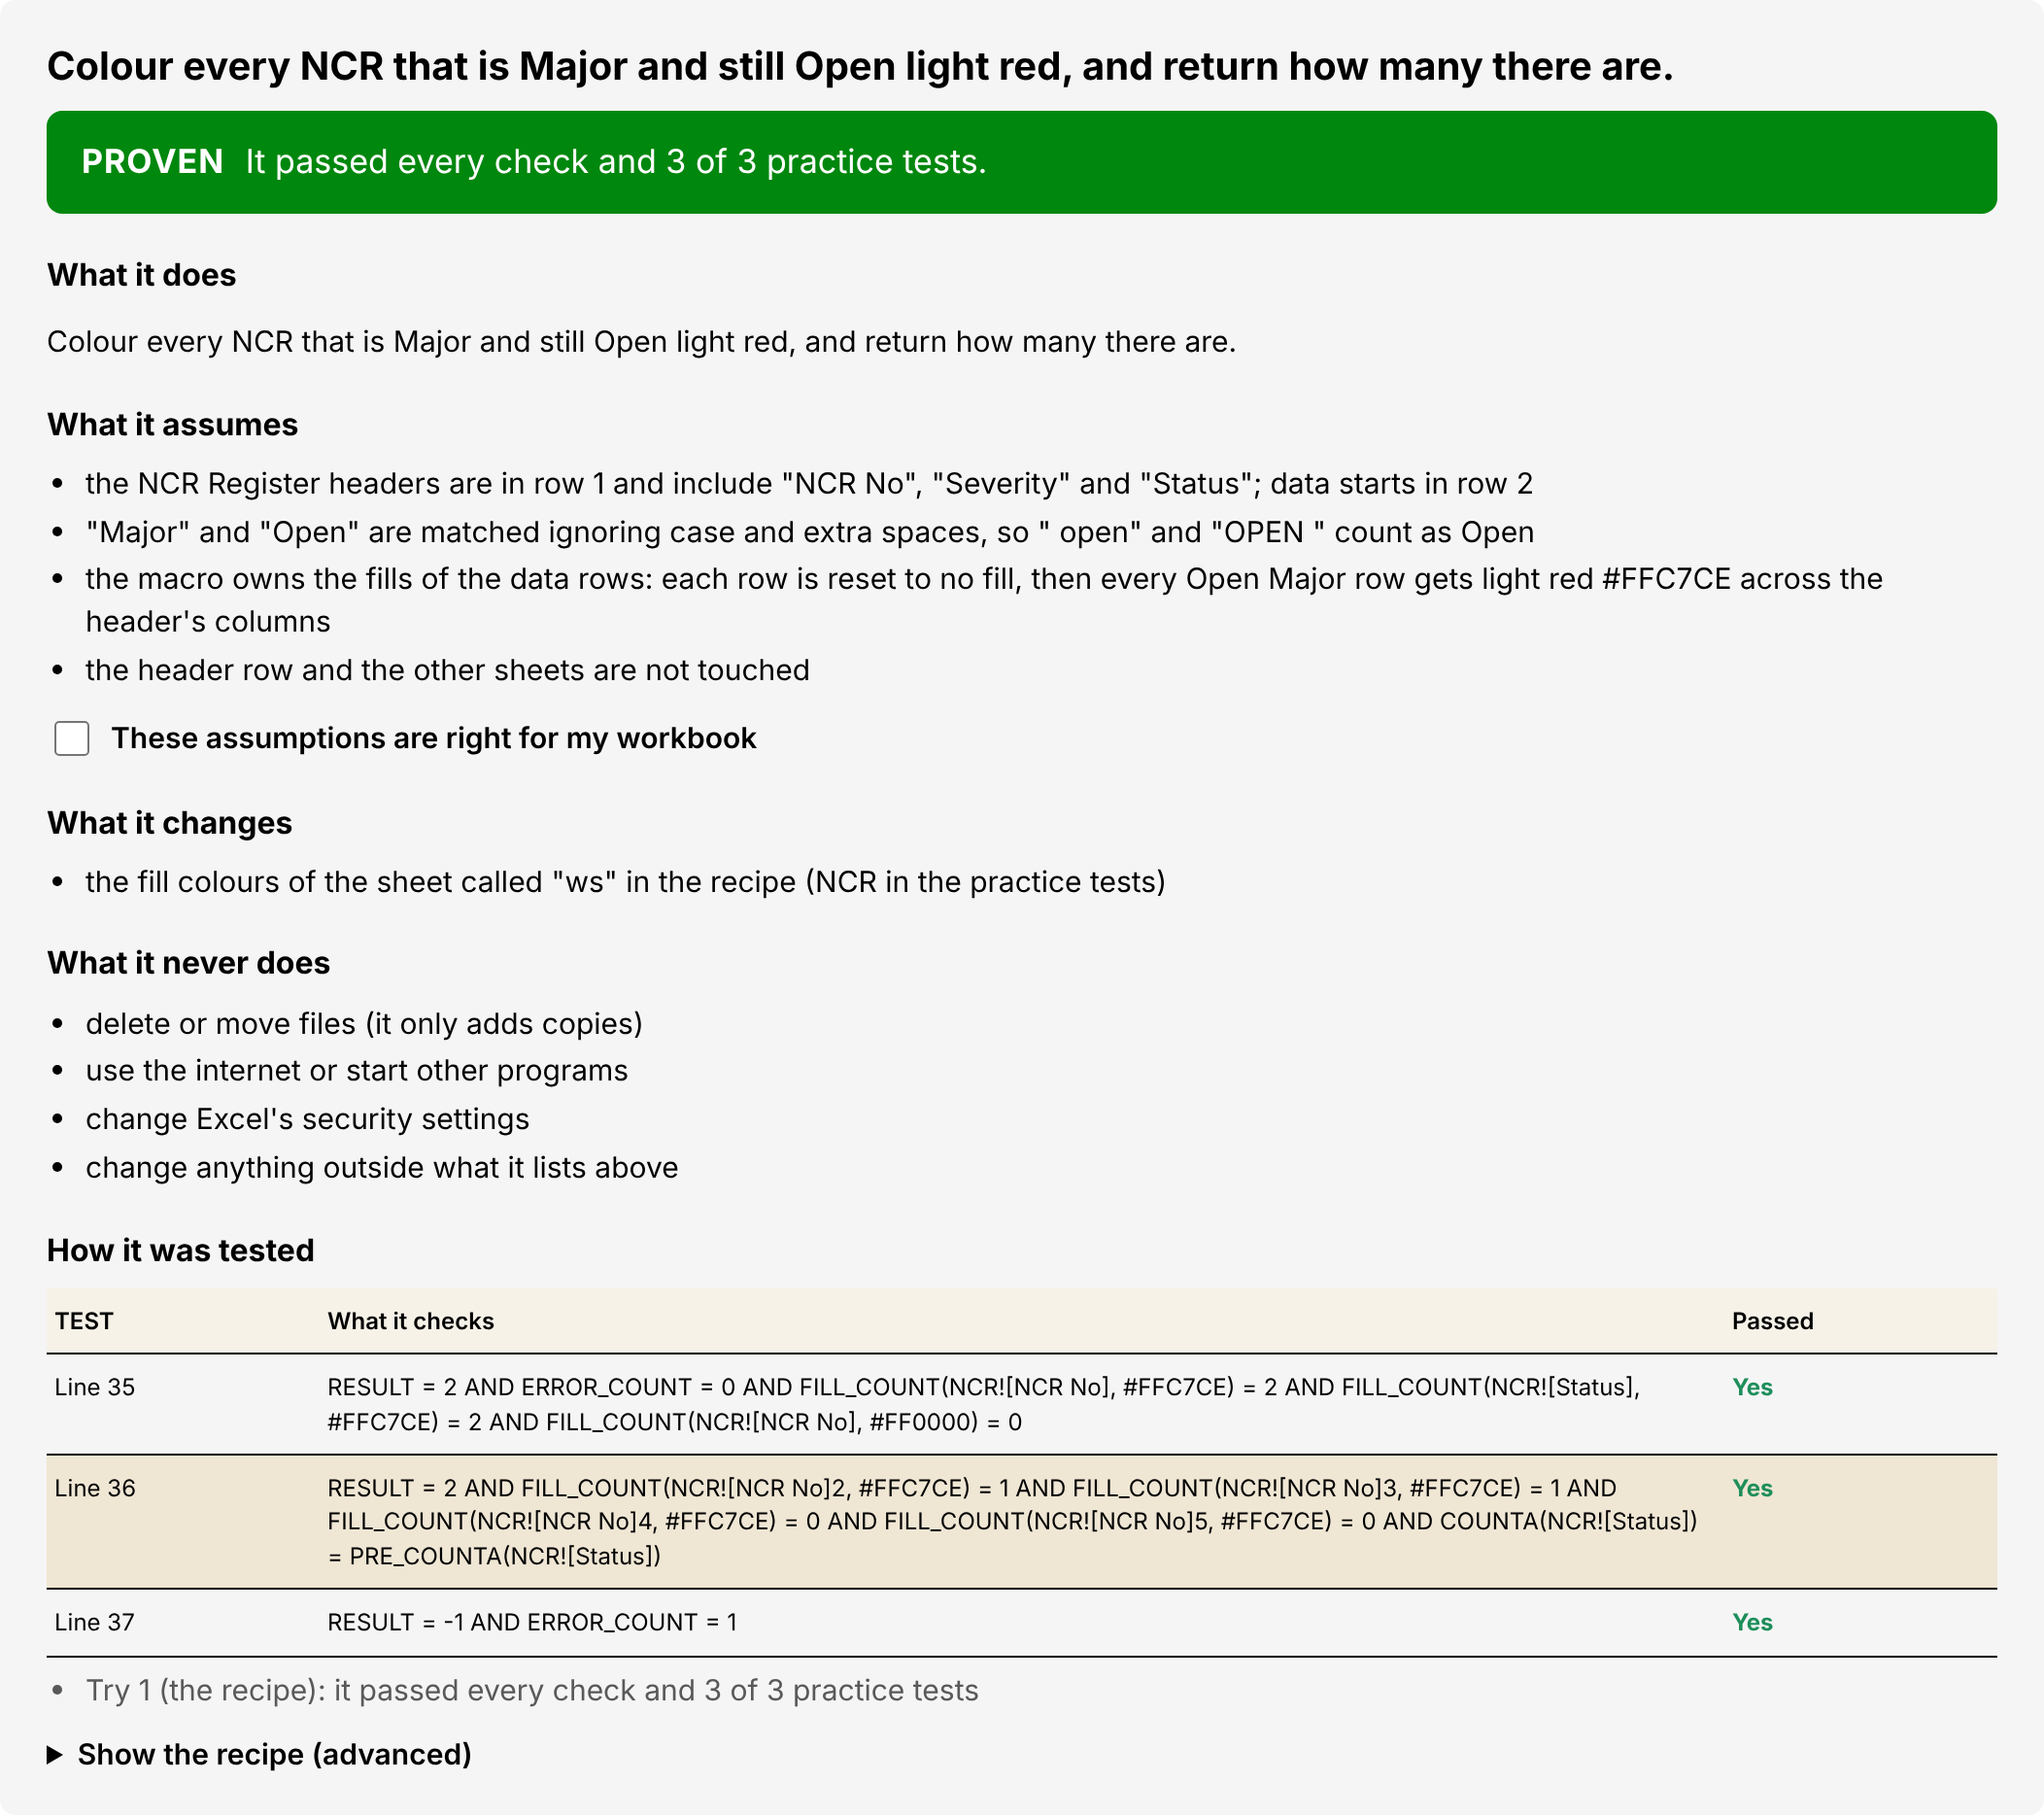 Colour every NCR that is Major and still Open light red, and return how many there are.
PROVEN It passed every check and 3 of 3 practice tests.
What it does
Colour every NCR that is Major and still Open light red, and return how many there are.
What it assumes
• the NCR Register headers are in row 1 and include "NCR No", "Severity" and "Status"; data starts in row 2
• "Major" and "Open" are matched ignoring case and extra spaces, so " open" and "OPEN " count as Open
• the macro owns the fills of the data rows: each row is reset to no fill, then every Open Major row gets light red #FFC7CE across the
header's columns
• the header row and the other sheets are not touched
These assumptions are right for my workbook
What it changes
• the fill colours of the sheet called "ws" in the recipe (NCR in the practice tests)
What it never does
• delete or move files (it only adds copies)
• use the internet or start other programs
• change Excel's security settings
• change anything outside what it lists above
How it was tested
TEST What it checks Passed
Line 35 RESULT = 2 AND ERROR_COUNT = 0 AND FILL_COUNT(NCR![NCR No], #FFC7CE) = 2 AND FILL_COUNT(NCR![Status], Yes
#FFC7CE) = 2 AND FILL_COUNT(NCR![NCR No], #FF0000) = 0
Line 36 RESULT = 2 AND FILL_COUNT(NCR![NCR No]2, #FFC7CE) = 1 AND FILL_COUNT(NCR![NCR No]3, #FFC7CE) = 1 AND Yes
FILL_COUNT(NCR![NCR No]4, #FFC7CE) = 0 AND FILL_COUNT(NCR![NCR No]5, #FFC7CE) = 0 AND COUNTA(NCR![Status])
= PRE_COUNTA(NCR![Status])
Line 37 RESULT = -1 AND ERROR_COUNT = 1 Yes
• Try 1 (the recipe): it passed every check and 3 of 3 practice tests
▶ Show the recipe (advanced)